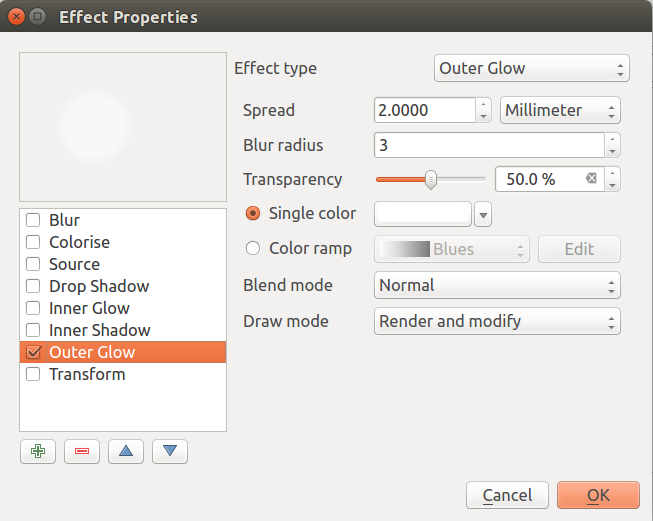 Effect Properties
Effect type
Outer Glow
Spread
2.0000
Millimeter
Blur radius
3
Transparency
50.0 %
Single color
Color ramp
Blues
Edit
Blend mode
Normal
Draw mode
Render and modify
Blur
Colorise
Source
Drop Shadow
Inner Glow
Inner Shadow
Outer Glow
Transform
Cancel
OK